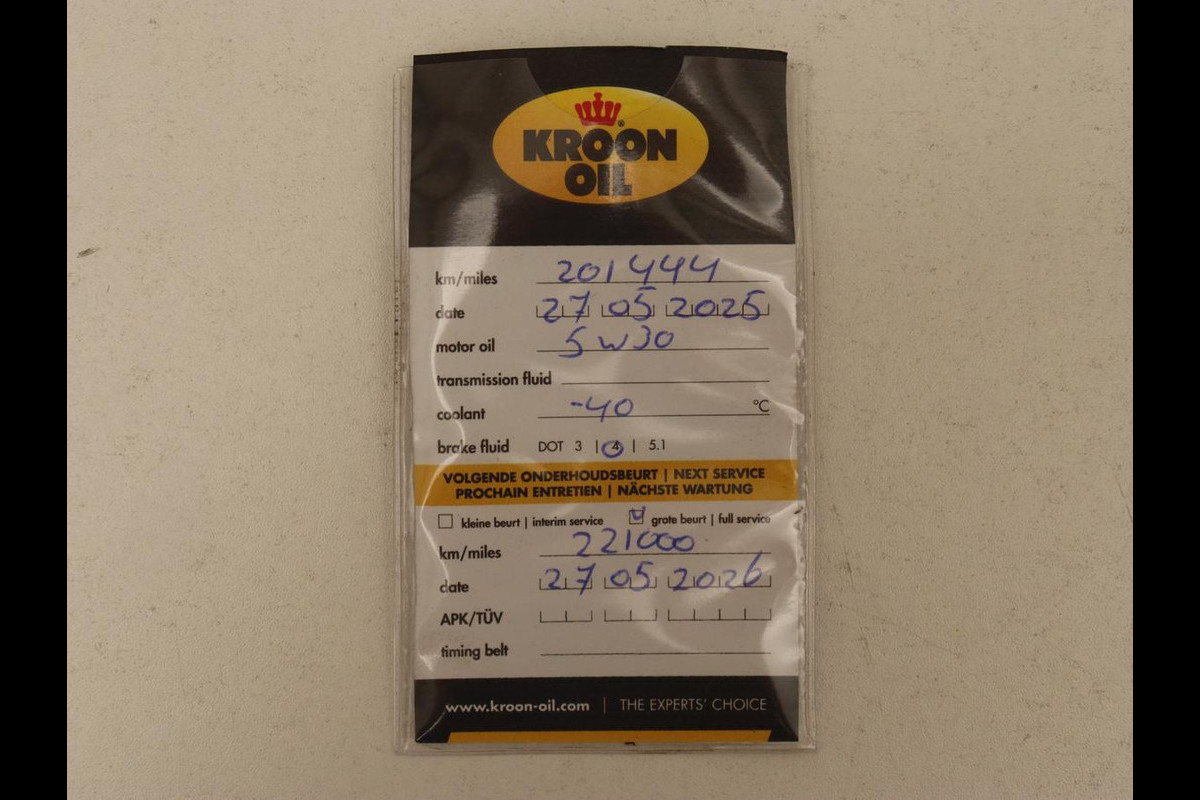 KROON
OIL
km/miles 201444
date 27 05 2025
motor oil 5W30
transmission fluid
coolant -40 °C
brake fluid DOT 3 | 4 | 5.1
VOLGENDE ONDERHOUDSBEURT | NEXT SERVICE
PROCHAIN ENTRETIEN | NÄCHSTE WARTUNG
kleine beurt | interim service grote beurt | full service
km/miles 221000
date 27 05 2026
APK/TÜV
timing belt
www.kroon-oil.com | THE EXPERTS' CHOICE